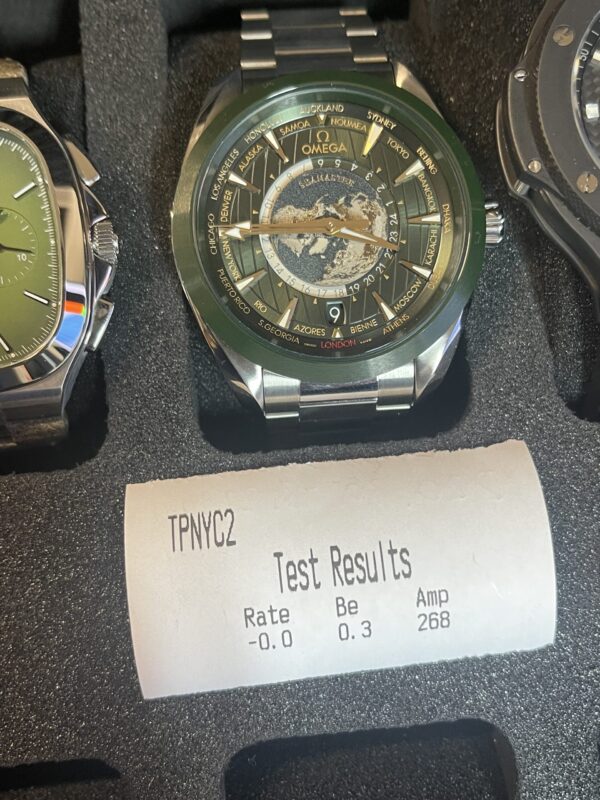 AUCKLAND
NOUMEA
SYDNEY
TOKYO
BEIJING
BANGKOK
DHAKA
KARACHI
MOSCOW
ATHENS
BIENNE
LONDON
AZORES
S.GEORGIA
RIO
PUERTO RICO
NEW YORK
CHICAGO
DENVER
LOS ANGELES
ALASKA
SAMOA
Ω
OMEGA
SEAMASTER
9
10
50
TPNYC2
Test Results
Rate Be Amp
-0.0 0.3 268